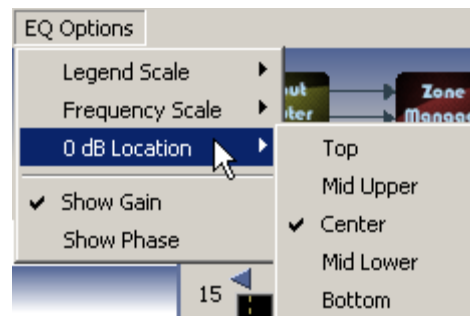 EQ Options
Legend Scale
Frequency Scale
0 dB Location
Show Gain
Show Phase
Zone
Top
Mid Upper
Center
Mid Lower
Bottom
15